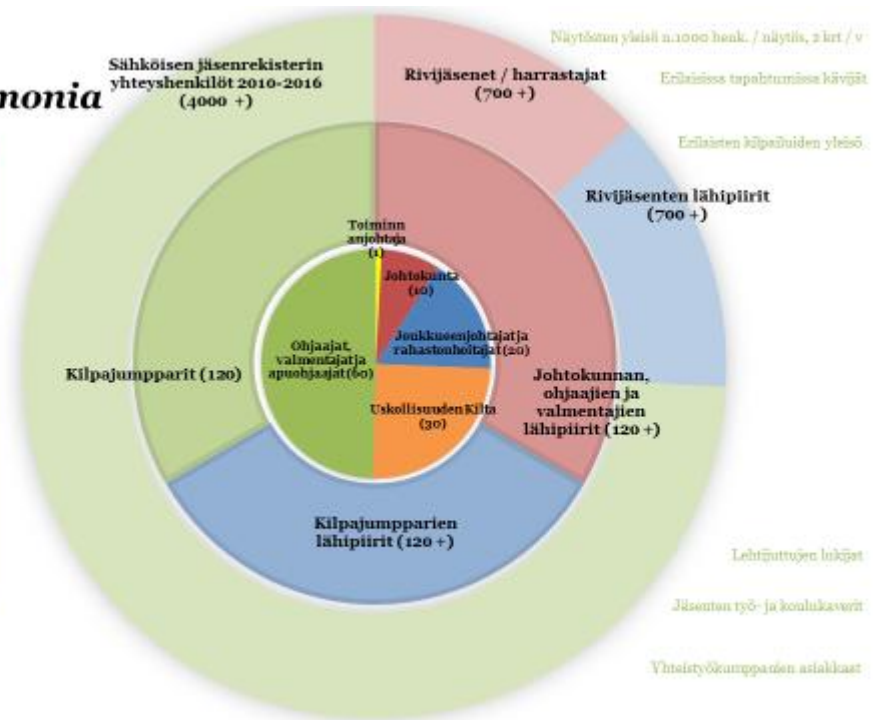 monia
Sähköisen jäsenrekisterin
yhteyshenkilöt 2010-2016
(4000 +)
Rivijäsenet / harrastajat
(700 +)
Näytösten yleisö n.1000 henk. / näytös, 2 krt / v
Erilaisissa tapahtumissa kävijät
Erilaisten kilpailuiden yleisö
Rivijäsenten lähipiirit
(700 +)
Toiminn
anjohtaja
(1)
Johtokunta
(10)
Joukkueenjohtajat ja
rahastonhoitajat (20)
Ohjaajat,
valmentajat ja
apuohjaajat (60)
Uskollisuuden Kilta
(30)
Kilpajumpparit (120)
Johtokunnan,
ohjaajien ja
valmentajien
lähipiirit (120 +)
Kilpajumpparien
lähipiirit (120 +)
Lehtijuttujen lukijat
Jäsenten työ- ja koulukaverit
Yhteistyökumppanien asiakkaat